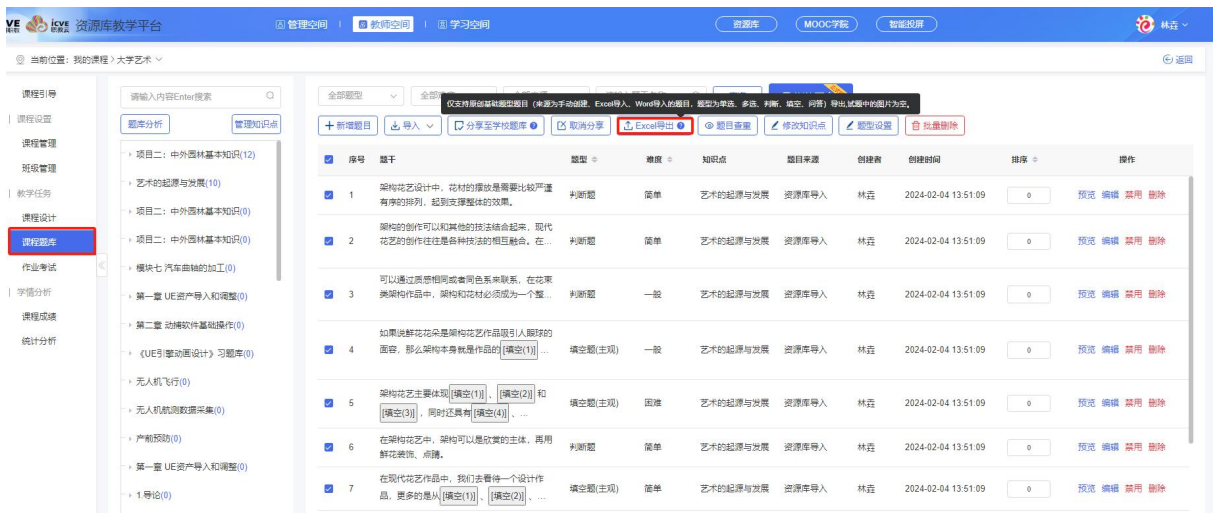 icve 资源库教学平台 管理空间 | 教师空间 | 学习空间 资源库 MOOC学院 智能投屏 林垚
当前位置：我的课程 > 大学艺术 返回
课程引导
课程设置
课程管理
班级管理
教学任务
课程设计
课程题库
作业考试
学情分析
课程成绩
统计分析
请输入内容Enter搜索
题库分析 管理知识点
项目二：中外园林基本知识(12)
艺术的起源与发展(10)
项目二：中外园林基本知识(0)
项目二：中外园林基本知识(0)
模块七 汽车曲轴的加工(0)
第一章 UE资产导入和调整(0)
第二章 动捕软件基础操作(0)
《UE引擎动画设计》习题库(0)
无人机飞行(0)
无人机航测数据采集(0)
产前预防(0)
第一章 UE资产导入和调整(0)
1.导论(0)
全部题型
仅支持原创基础题型题目（来源为手动创建、Excel导入、Word导入的题目，题型为单选、多选、判断、填空、问答）导出,试题中的图片为空。
新增题目 导入 分享至学校题库 取消分享 Excel导出 题目查重 修改知识点 题型设置 批量删除
序号 题干 题型 难度 知识点 题目来源 创建者 创建时间 排序 操作
1 架构花艺设计中，花材的摆放是需要比较严谨 判断题 简单 艺术的起源与发展 资源库导入 林垚 2024-02-04 13:51:09 0 预览 编辑 禁用 删除
有序的排列，起到支撑整体的效果。
2 架构的创作可以和其他的技法结合起来，现代 判断题 简单 艺术的起源与发展 资源库导入 林垚 2024-02-04 13:51:09 0 预览 编辑 禁用 删除
花艺的创作往往是各种技法的相互融合。在...
3 可以通过质感相同或者同色系来联系，在花束 判断题 一般 艺术的起源与发展 资源库导入 林垚 2024-02-04 13:51:09 0 预览 编辑 禁用 删除
类架构作品中，架构和花材必须成为一个整...
4 如果说鲜花花朵是架构花艺作品吸引人眼球的 填空题(主观) 一般 艺术的起源与发展 资源库导入 林垚 2024-02-04 13:51:09 0 预览 编辑 禁用 删除
面容，那么架构本身就是作品的[填空(1)] ...
5 架构花艺主要体现[填空(1)]、[填空(2)]和 填空题(主观) 困难 艺术的起源与发展 资源库导入 林垚 2024-02-04 13:51:09 0 预览 编辑 禁用 删除
[填空(3)]，同时还具有[填空(4)]、...
6 在架构花艺中，架构可以是欣赏的主体，再用 判断题 简单 艺术的起源与发展 资源库导入 林垚 2024-02-04 13:51:09 0 预览 编辑 禁用 删除
鲜花装饰、点睛。
7 在现代花艺作品中，我们去看待一个设计作 填空题(主观) 简单 艺术的起源与发展 资源库导入 林垚 2024-02-04 13:51:09 0 预览 编辑 禁用 删除
品，更多的是从[填空(1)]、[填空(2)]、...